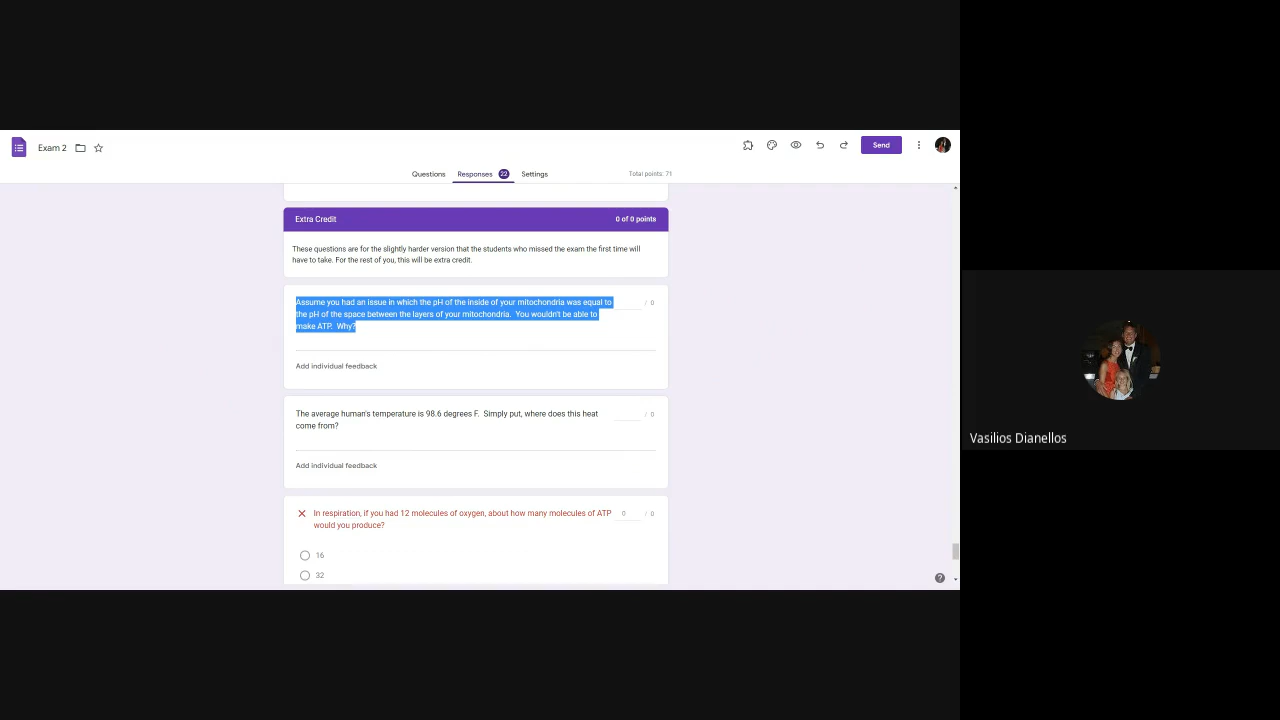 Exam 2
Send
Questions
Responses 22
Settings
Total points: 71
Extra Credit
0 of 0 points
These questions are for the slightly harder version that the students who missed the exam the first time will
have to take. For the rest of you, this will be extra credit.
Assume you had an issue in which the pH of the inside of your mitochondria was equal to
/ 0
the pH of the space between the layers of your mitochondria. You wouldn't be able to
make ATP. Why?
Add individual feedback
The average human's temperature is 98.6 degrees F. Simply put, where does this heat
/ 0
come from?
Add individual feedback
In respiration, if you had 12 molecules of oxygen, about how many molecules of ATP
0 / 0
would you produce?
16
32
Vasilios Dianellos